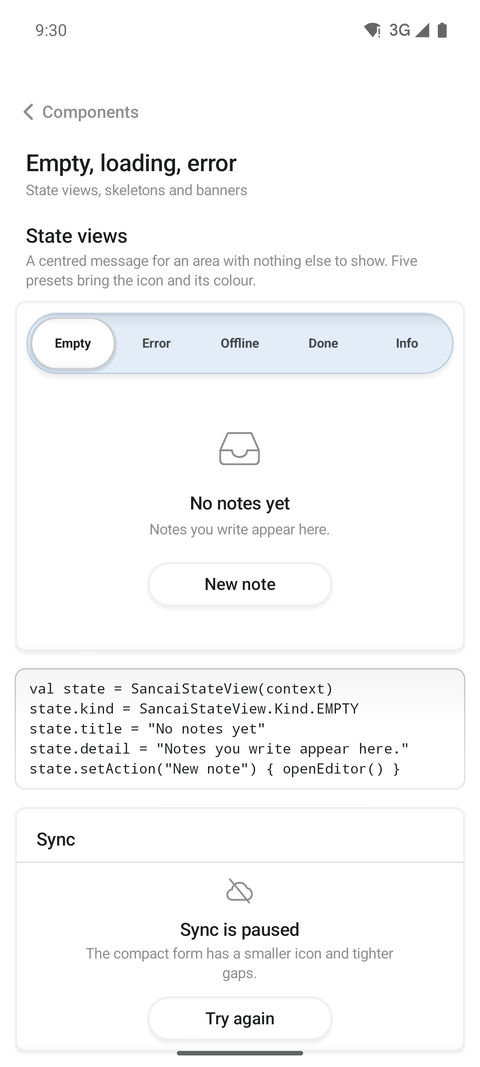 9:30
3G
Components
Empty, loading, error
State views, skeletons and banners
State views
A centred message for an area with nothing else to show. Five
presets bring the icon and its colour.
Empty Error Offline Done Info
No notes yet
Notes you write appear here.
New note
val state = SancaiStateView(context)
state.kind = SancaiStateView.Kind.EMPTY
state.title = "No notes yet"
state.detail = "Notes you write appear here."
state.setAction("New note") { openEditor() }
Sync
Sync is paused
The compact form has a smaller icon and tighter
gaps.
Try again